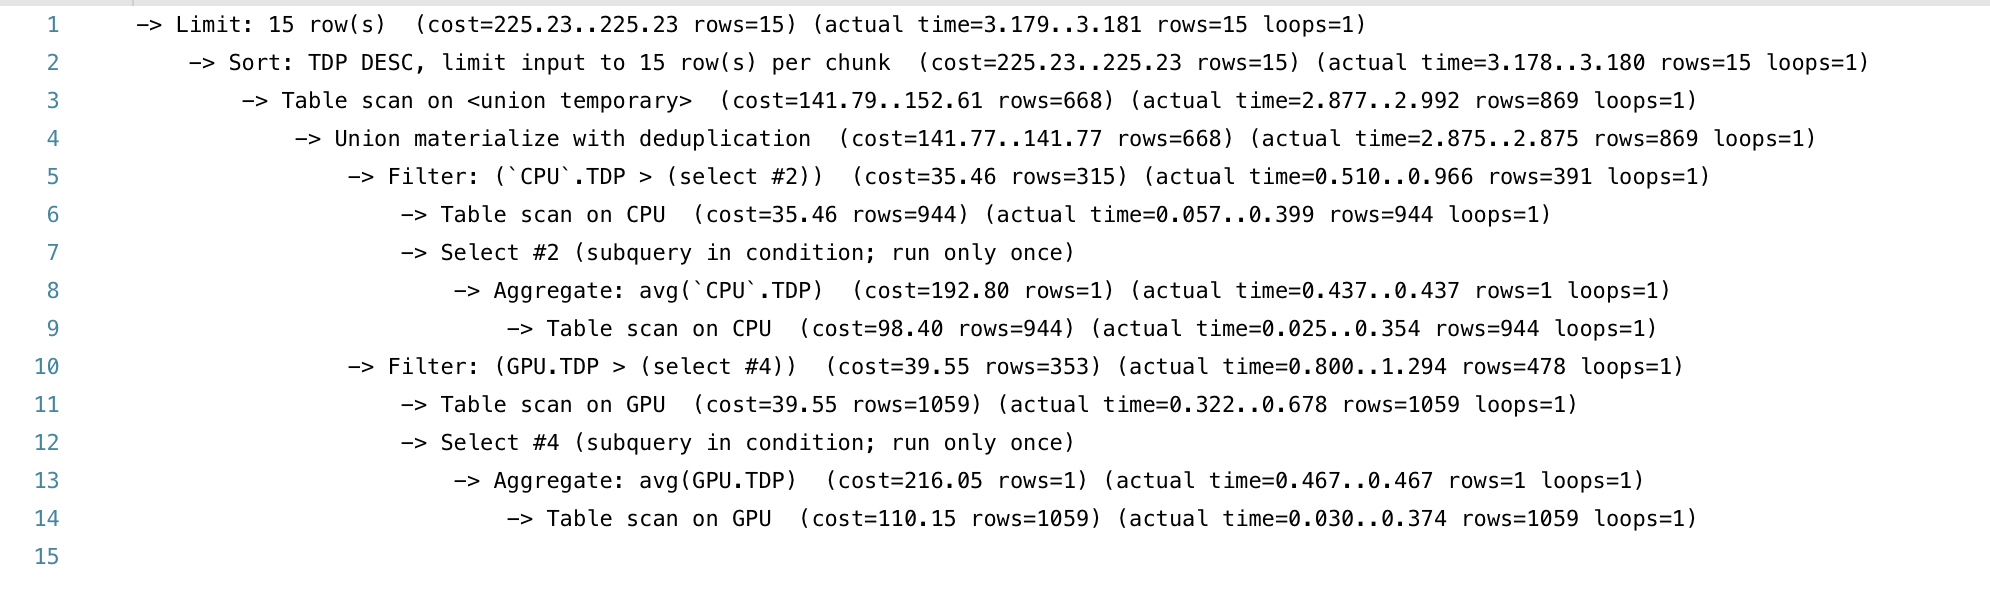 1 -> Limit: 15 row(s)  (cost=225.23..225.23 rows=15) (actual time=3.179..3.181 rows=15 loops=1)
2 -> Sort: TDP DESC, limit input to 15 row(s) per chunk  (cost=225.23..225.23 rows=15) (actual time=3.178..3.180 rows=15 loops=1)
3 -> Table scan on <union temporary>  (cost=141.79..152.61 rows=668) (actual time=2.877..2.992 rows=869 loops=1)
4 -> Union materialize with deduplication  (cost=141.77..141.77 rows=668) (actual time=2.875..2.875 rows=869 loops=1)
5 -> Filter: (`CPU`.TDP > (select #2))  (cost=35.46 rows=315) (actual time=0.510..0.966 rows=391 loops=1)
6 -> Table scan on CPU  (cost=35.46 rows=944) (actual time=0.057..0.399 rows=944 loops=1)
7 -> Select #2 (subquery in condition; run only once)
8 -> Aggregate: avg(`CPU`.TDP)  (cost=192.80 rows=1) (actual time=0.437..0.437 rows=1 loops=1)
9 -> Table scan on CPU  (cost=98.40 rows=944) (actual time=0.025..0.354 rows=944 loops=1)
10 -> Filter: (GPU.TDP > (select #4))  (cost=39.55 rows=353) (actual time=0.800..1.294 rows=478 loops=1)
11 -> Table scan on GPU  (cost=39.55 rows=1059) (actual time=0.322..0.678 rows=1059 loops=1)
12 -> Select #4 (subquery in condition; run only once)
13 -> Aggregate: avg(GPU.TDP)  (cost=216.05 rows=1) (actual time=0.467..0.467 rows=1 loops=1)
14 -> Table scan on GPU  (cost=110.15 rows=1059) (actual time=0.030..0.374 rows=1059 loops=1)
15